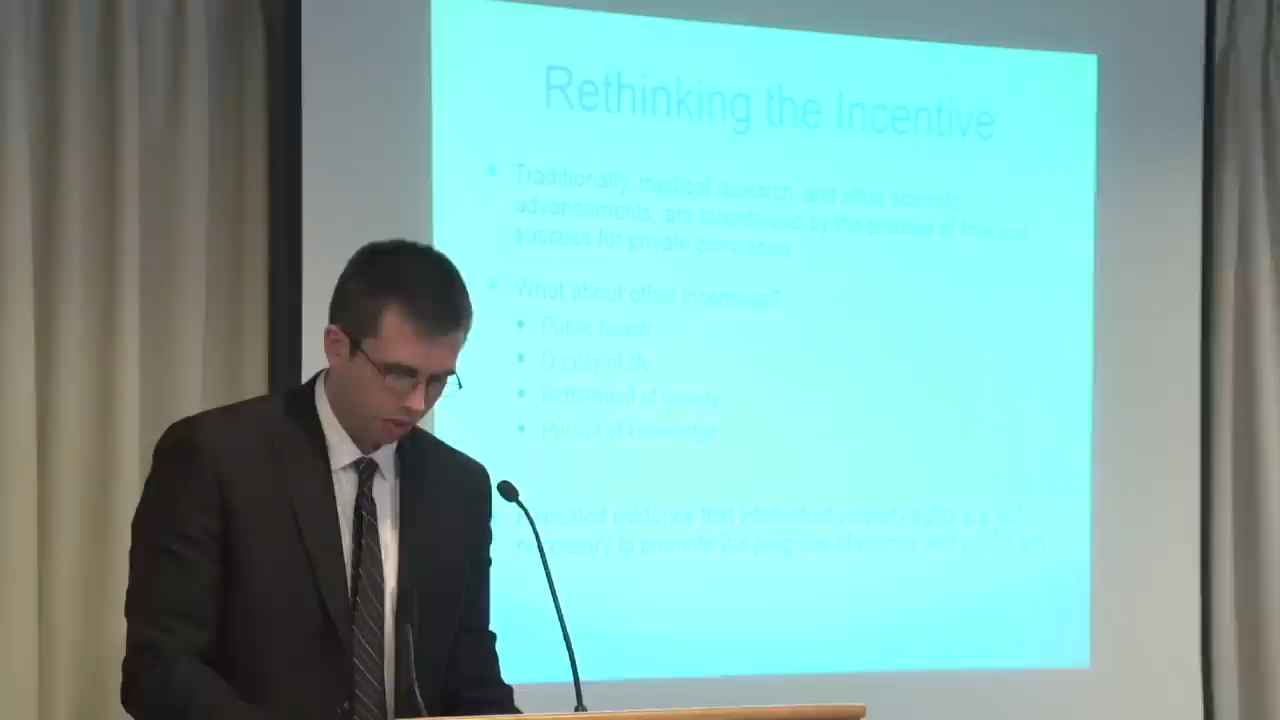 Rethinking the Incentive
Traditionally, medical research, and other scientific
advancements, are incentivized by the promise of financial
success for private companies
What about other incentives?
Public health
Quality of life
Betterment of society
Pursuit of knowledge
evidence that intellectual property rights are not
necessary to promote the progress of science and useful arts